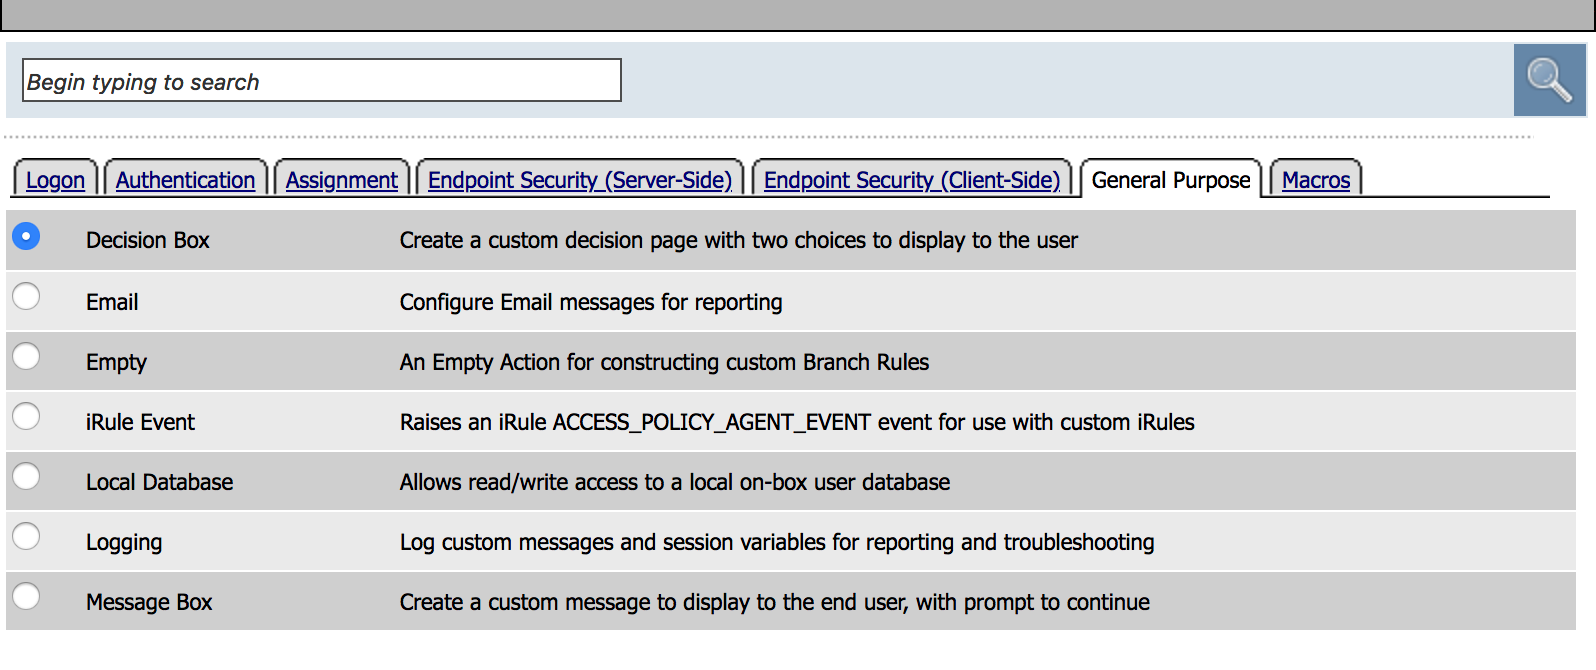 Begin typing to search
Logon Authentication Assignment Endpoint Security (Server-Side) Endpoint Security (Client-Side) General Purpose Macros
Decision Box Create a custom decision page with two choices to display to the user
Email Configure Email messages for reporting
Empty An Empty Action for constructing custom Branch Rules
iRule Event Raises an iRule ACCESS_POLICY_AGENT_EVENT event for use with custom iRules
Local Database Allows read/write access to a local on-box user database
Logging Log custom messages and session variables for reporting and troubleshooting
Message Box Create a custom message to display to the end user, with prompt to continue